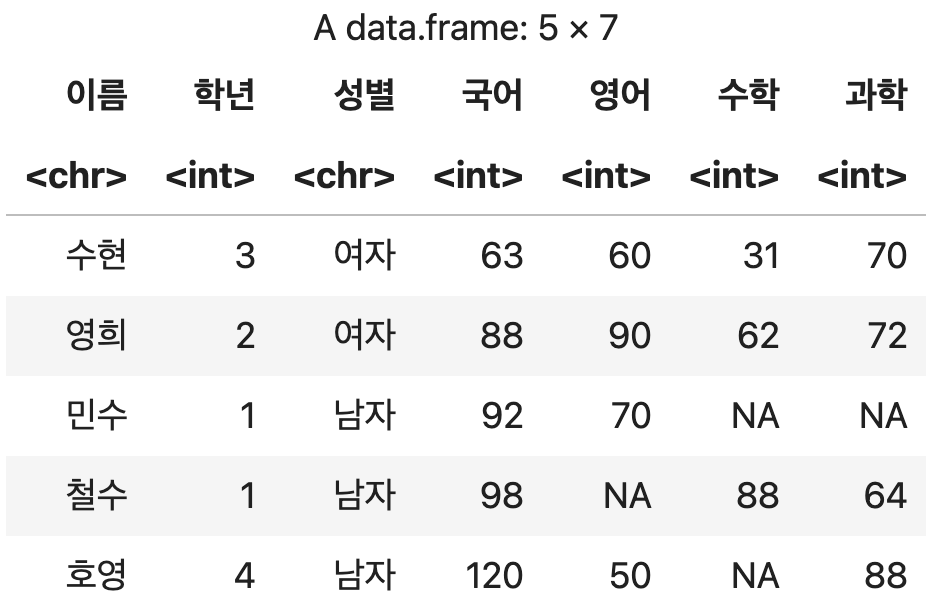 A data.frame: 5 × 7
이름 학년 성별 국어 영어 수학 과학
<chr> <int> <chr> <int> <int> <int> <int>
수현 3 여자 63 60 31 70
영희 2 여자 88 90 62 72
민수 1 남자 92 70 NA NA
철수 1 남자 98 NA 88 64
호영 4 남자 120 50 NA 88